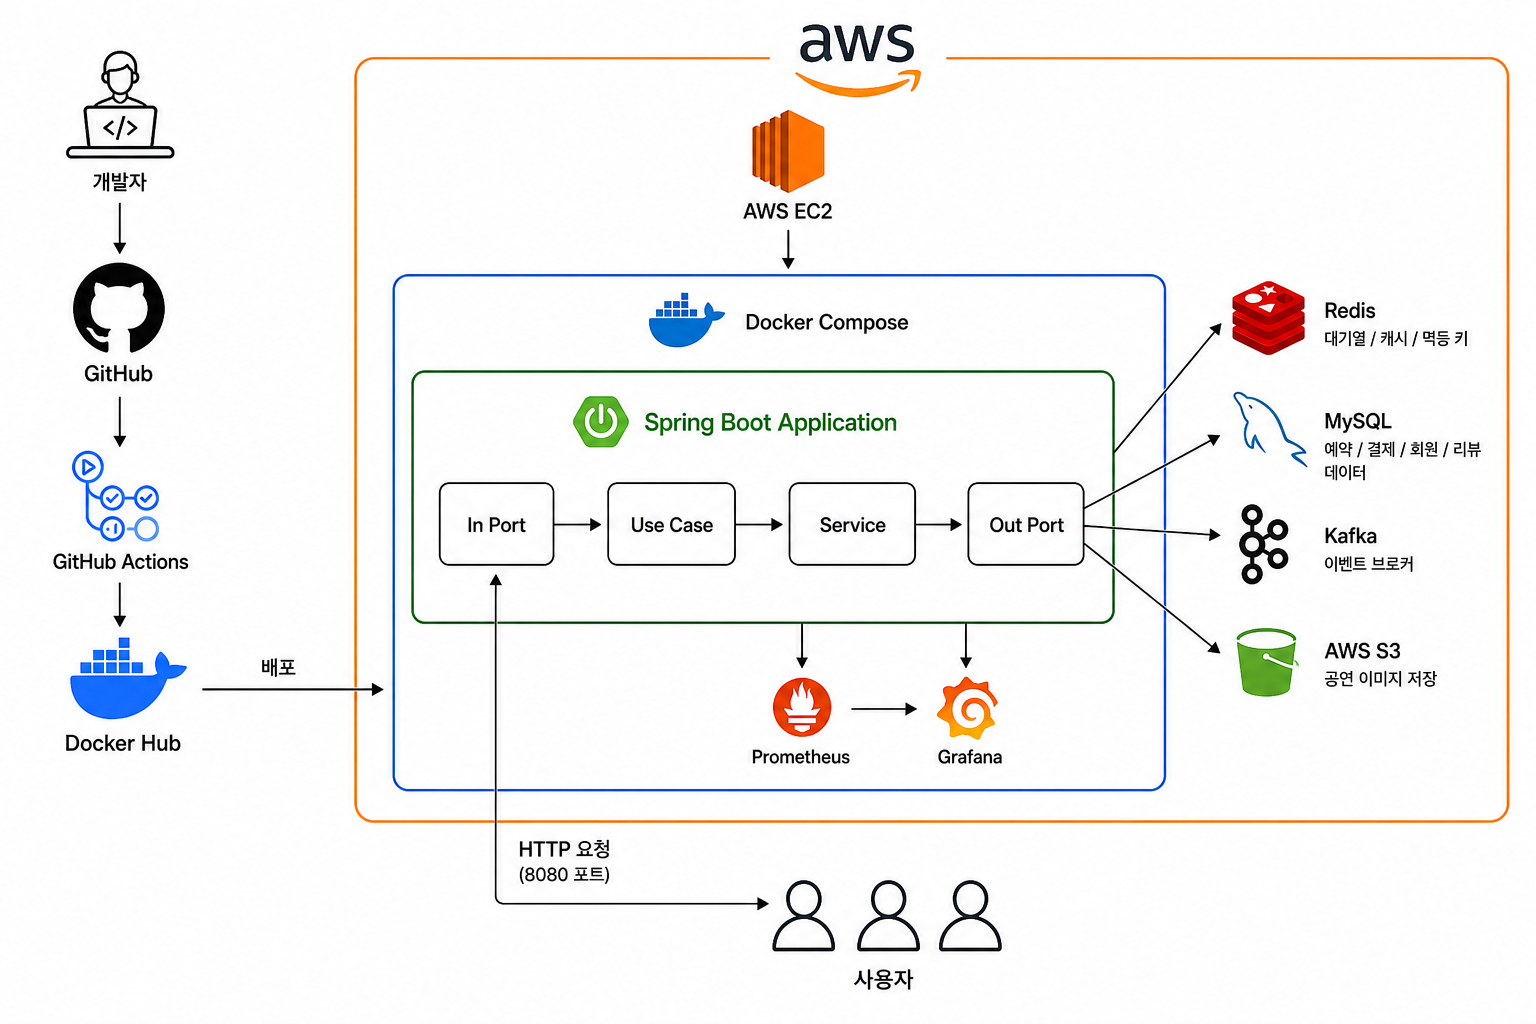 aws
개발자
AWS EC2
GitHub
Docker Compose
Redis
대기열 / 캐시 / 멱등 키
Spring Boot Application
MySQL
예약 / 결제 / 회원 / 리뷰
데이터
In Port
Use Case
Service
Out Port
Kafka
이벤트 브로커
GitHub Actions
AWS S3
공연 이미지 저장
배포
Docker Hub
Prometheus
Grafana
HTTP 요청
(8080 포트)
사용자